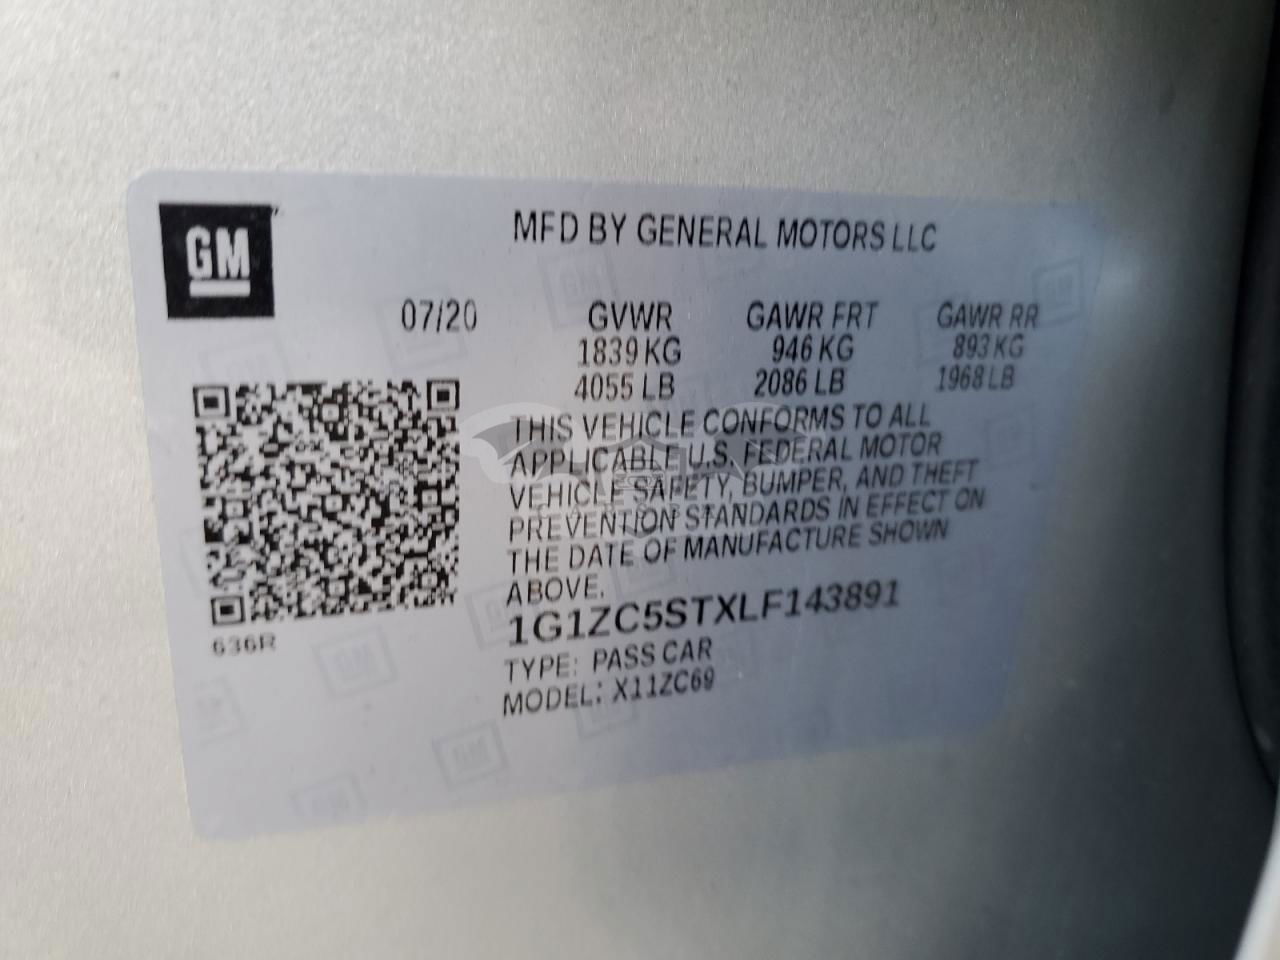 GM
MFD BY GENERAL MOTORS LLC
07/20 GVWR GAWR FRT GAWR RR
1839 KG 946 KG 893 KG
4055 LB 2086 LB 1968 LB
THIS VEHICLE CONFORMS TO ALL
APPLICABLE U.S. FEDERAL MOTOR
VEHICLE SAFETY, BUMPER, AND THEFT
PREVENTION STANDARDS IN EFFECT ON
THE DATE OF MANUFACTURE SHOWN
ABOVE.
1G1ZC5STXLF143891
TYPE: PASS CAR
MODEL: X11ZC69
636R